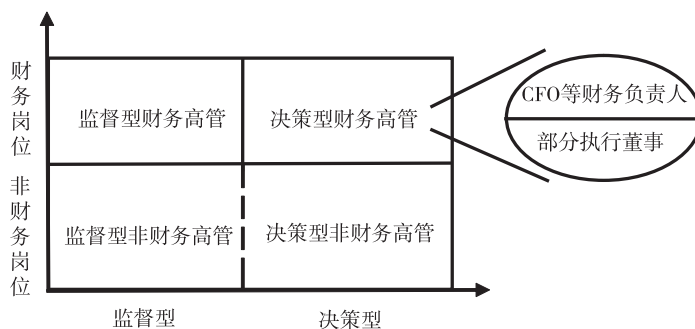 财务岗位
监督型财务高管
决策型财务高管
CFO等财务负责人
部分执行董事
非财务岗位
监督型非财务高管
决策型非财务高管
监督型
决策型